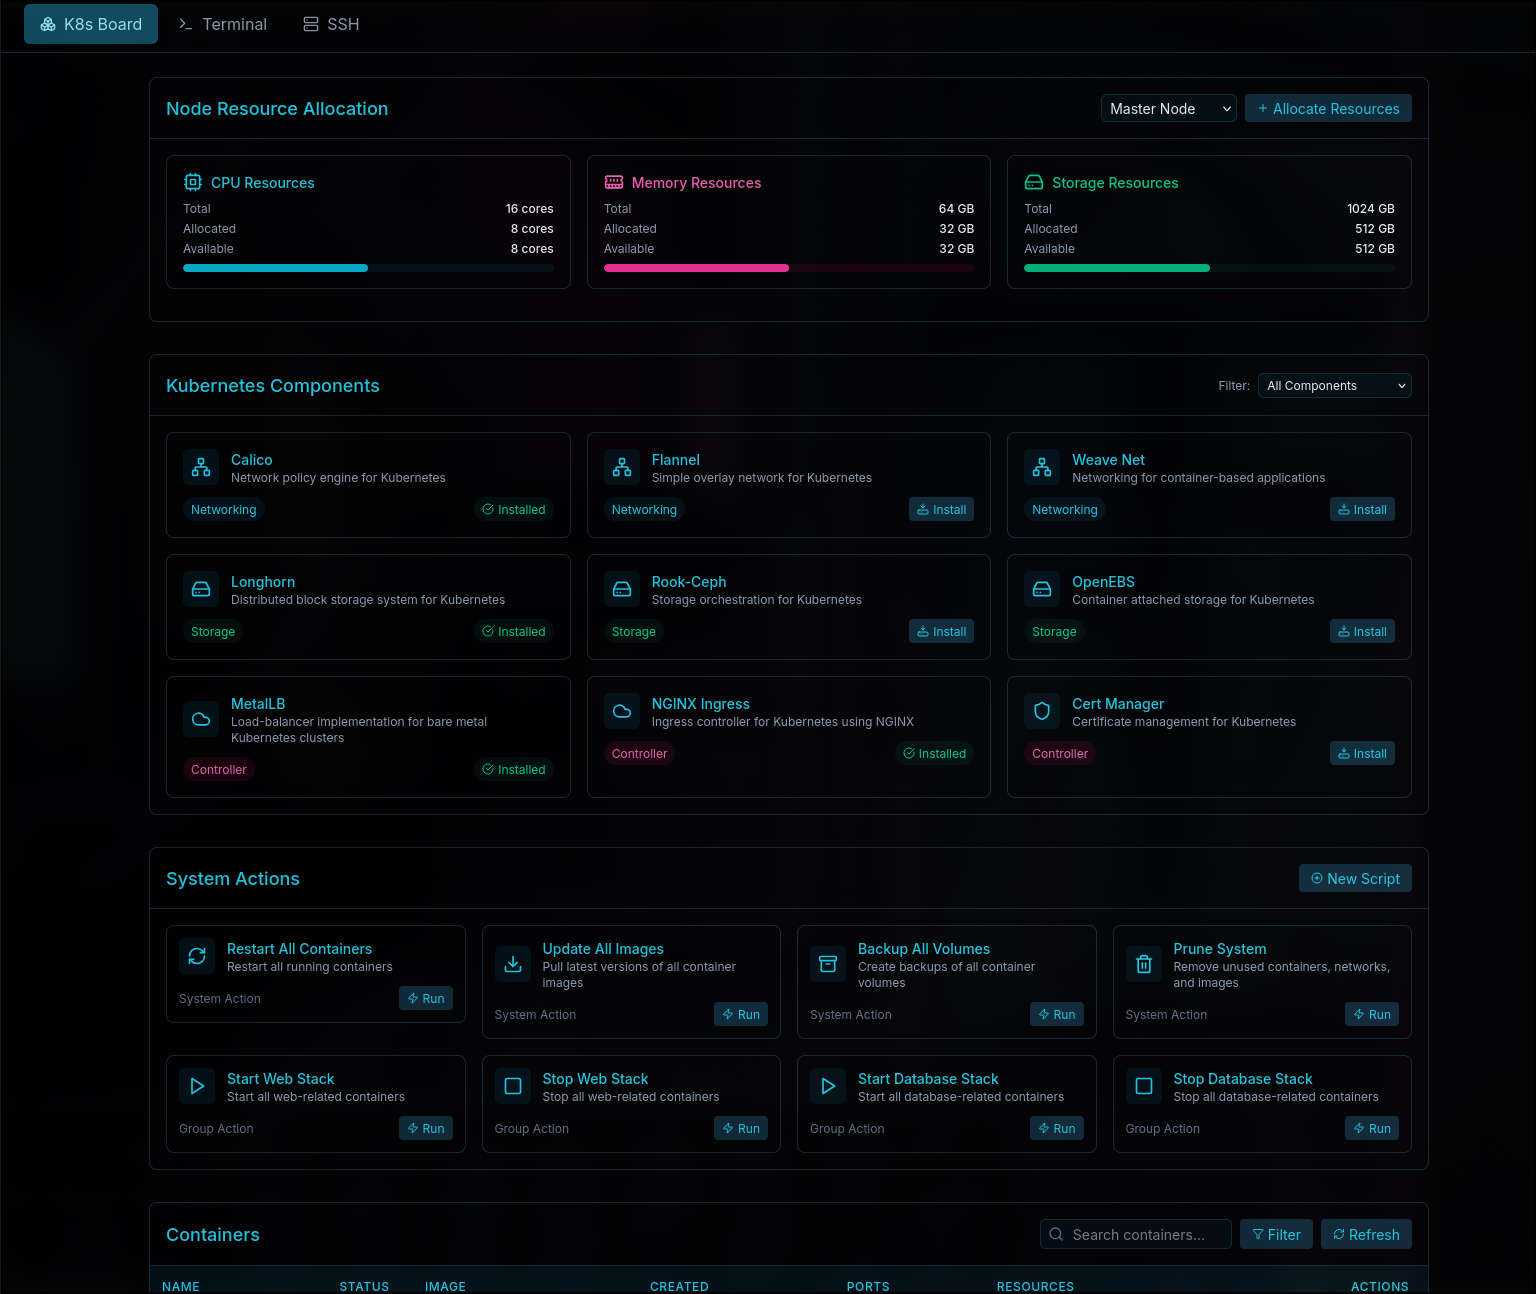 K8s Board
Terminal
SSH
Node Resource Allocation
Master Node
+ Allocate Resources
CPU Resources
Total 16 cores
Allocated 8 cores
Available 8 cores
Memory Resources
Total 64 GB
Allocated 32 GB
Available 32 GB
Storage Resources
Total 1024 GB
Allocated 512 GB
Available 512 GB
Kubernetes Components
Filter:
All Components
Calico
Network policy engine for Kubernetes
Networking
Installed
Flannel
Simple overlay network for Kubernetes
Networking
Install
Weave Net
Networking for container-based applications
Networking
Install
Longhorn
Distributed block storage system for Kubernetes
Storage
Installed
Rook-Ceph
Storage orchestration for Kubernetes
Storage
Install
OpenEBS
Container attached storage for Kubernetes
Storage
Install
MetalLB
Load-balancer implementation for bare metal
Kubernetes clusters
Controller
Installed
NGINX Ingress
Ingress controller for Kubernetes using NGINX
Controller
Installed
Cert Manager
Certificate management for Kubernetes
Controller
Install
System Actions
New Script
Restart All Containers
Restart all running containers
System Action
Run
Update All Images
Pull latest versions of all container
images
System Action
Run
Backup All Volumes
Create backups of all container
volumes
System Action
Run
Prune System
Remove unused containers, networks,
and images
System Action
Run
Start Web Stack
Start all web-related containers
Group Action
Run
Stop Web Stack
Stop all web-related containers
Group Action
Run
Start Database Stack
Start all database-related containers
Group Action
Run
Stop Database Stack
Stop all database-related containers
Group Action
Run
Containers
Search containers...
Filter
Refresh
NAME STATUS IMAGE CREATED PORTS RESOURCES ACTIONS